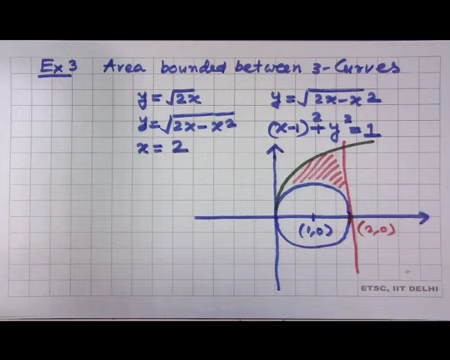 Ex 3 Area bounded between 3-Curves
y = √2x
y = √2x-x²
x = 2
y = √2x-x2
(x-1)² + y² = 1
(1,0)
(2,0)
ETSC, IIT DELHI